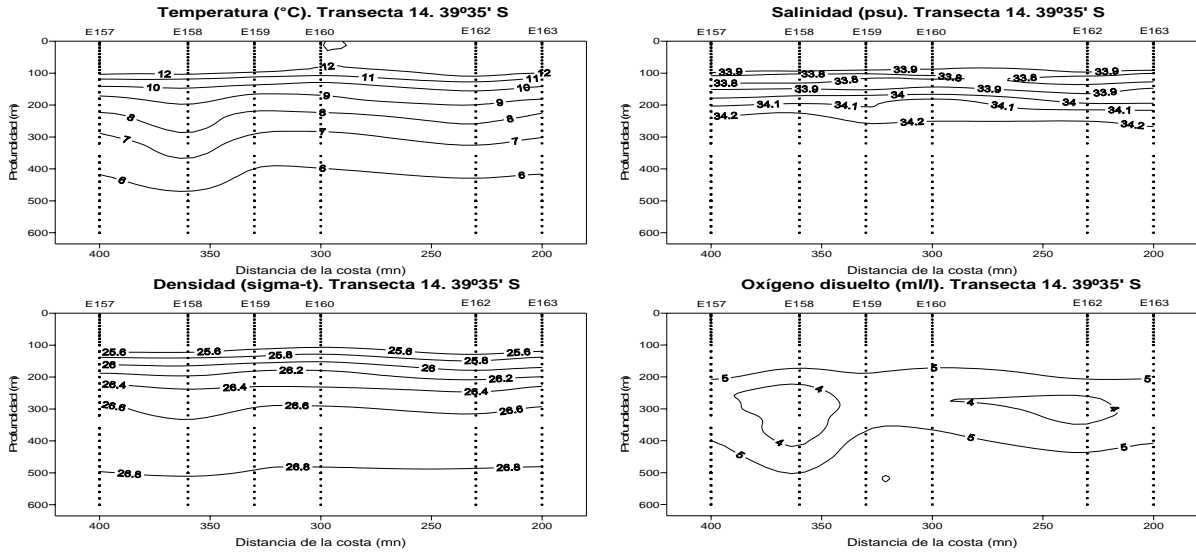 Temperatura (°C). Transecta 14. 39º35' S
E157 E158 E159 E160 E162 E163
0
100
200
300
400
500
600
Profundidad (m)
12 12 12
11 11
10 10
9 9
8 8 8
7 7 7
6 6 6
400 350 300 250 200
Distancia de la costa (mn)
Salinidad (psu). Transecta 14. 39º35' S
E157 E158 E159 E160 E162 E163
0
100
200
300
400
500
600
Profundidad (m)
33.9 33.9 33.9
33.8 33.8 33.8
33.8 33.8
33.9 33.9 33.9
34 34 34
34.1 34.1 34.1 34.1
34.2 34.2 34.2
400 350 300 250 200
Distancia de la costa (mn)
Densidad (sigma-t). Transecta 14. 39º35' S
E157 E158 E159 E160 E162 E163
0
100
200
300
400
500
600
Profundidad (m)
25.6 25.6 25.6 25.6
25.8 25.8
26 26 26
26.2 26.2
26.4 26.4 26.4
26.6 26.6 26.6
26.8 26.8
400 350 300 250 200
Distancia de la costa (mn)
Oxígeno disuelto (ml/l). Transecta 14. 39º35' S
E157 E158 E159 E160 E162 E163
0
100
200
300
400
500
600
Profundidad (m)
5 5 5
4 4 4
4
5 5 5
400 350 300 250 200
Distancia de la costa (mn)